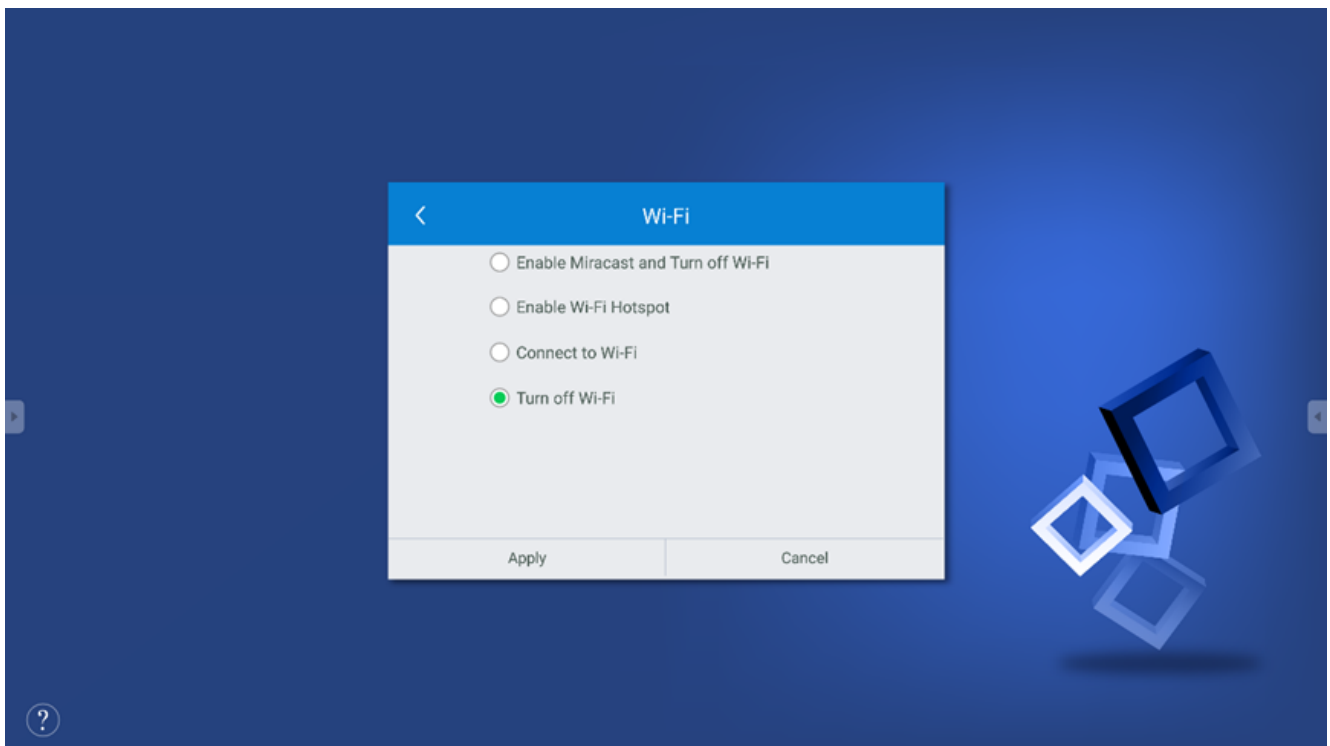 Wi-Fi
Enable Miracast and Turn off Wi-Fi
Enable Wi-Fi Hotspot
Connect to Wi-Fi
Turn off Wi-Fi
Apply Cancel
?